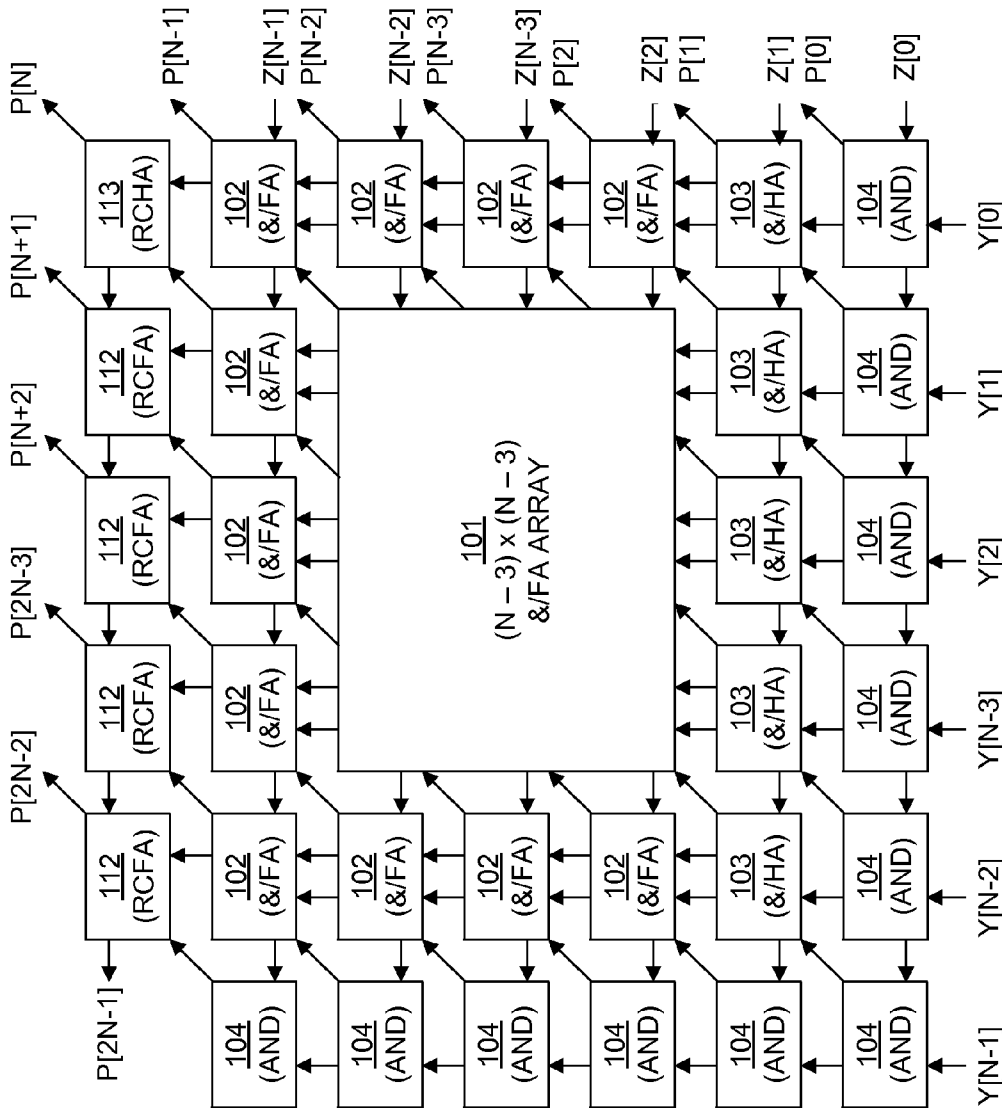 P[2N-1]
P[2N-2]
P[2N-3]
P[N+2]
P[N+1]
P[N]
112
(RCFA)
112
(RCFA)
112
(RCFA)
112
(RCFA)
113
(RCHA)
P[N-1]
104
(AND)
102
(&/FA)
102
(&/FA)
102
(&/FA)
102
(&/FA)
102
(&/FA)
Z[N-1]
P[N-2]
104
(AND)
102
(&/FA)
102
(&/FA)
Z[N-2]
P[N-3]
104
(AND)
102
(&/FA)
101
(N – 3) x (N – 3)
&/FA ARRAY
102
(&/FA)
Z[N-3]
P[2]
104
(AND)
102
(&/FA)
102
(&/FA)
Z[2]
P[1]
104
(AND)
103
(&/HA)
103
(&/HA)
103
(&/HA)
103
(&/HA)
103
(&/HA)
Z[1]
P[0]
104
(AND)
104
(AND)
104
(AND)
104
(AND)
104
(AND)
104
(AND)
Z[0]
Y[N-1]
Y[N-2]
Y[N-3]
Y[2]
Y[1]
Y[0]